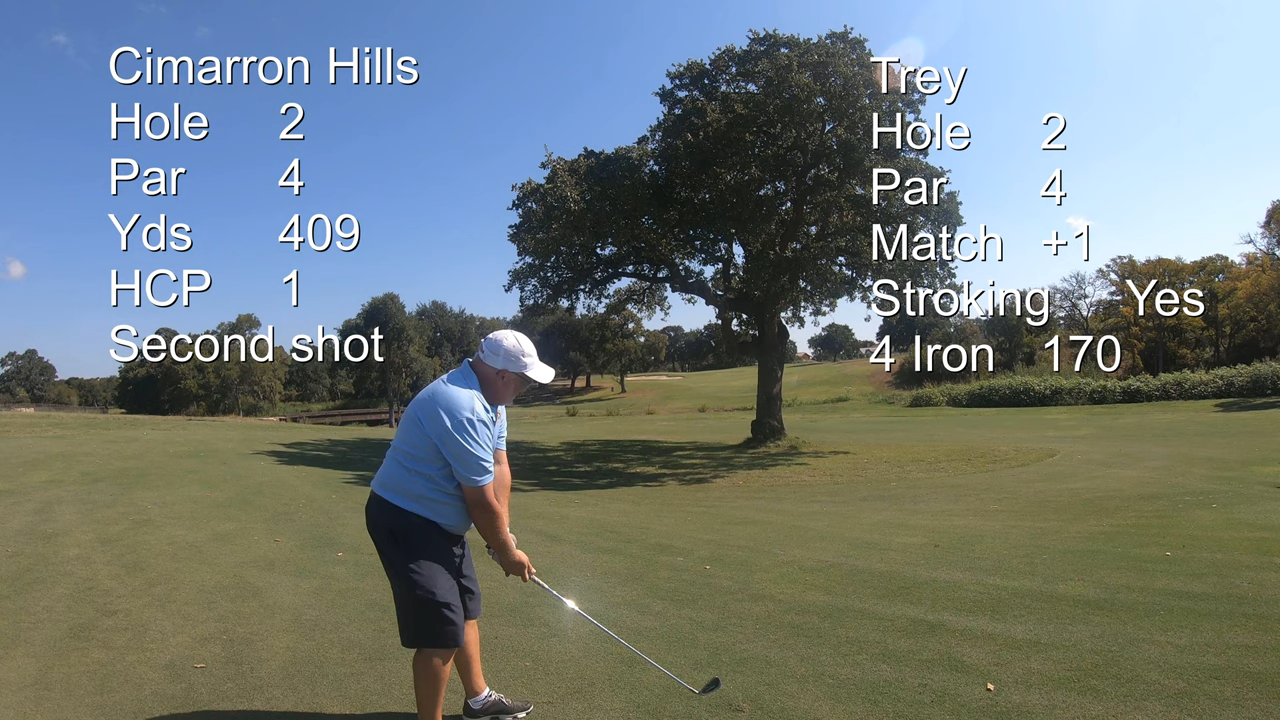 Cimarron Hills
Hole 2
Par 4
Yds 409
HCP 1
Second shot
Trey
Hole 2
Par 4
Match +1
Stroking Yes
4 Iron 170